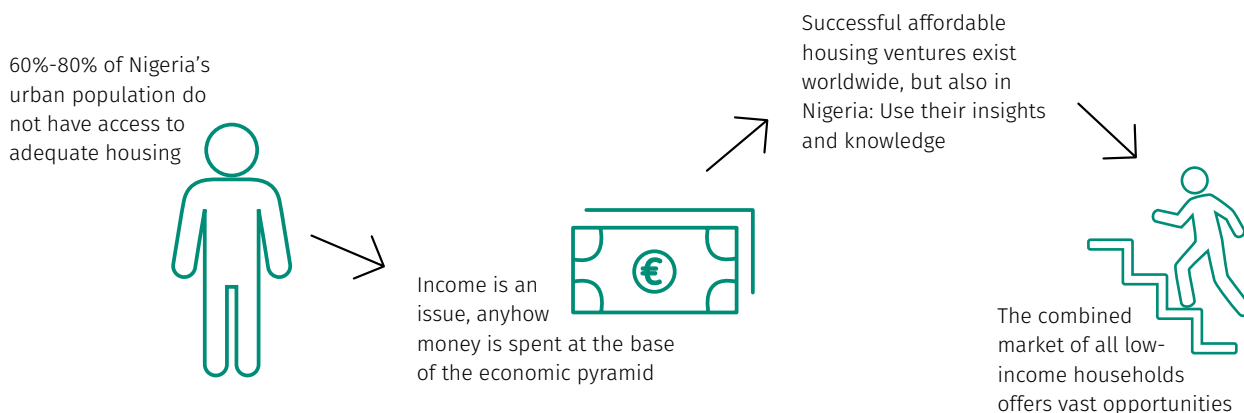 60%-80% of Nigeria's
urban population do
not have access to
adequate housing
Income is an
issue, anyhow
money is spent at the base
of the economic pyramid
€
Successful affordable
housing ventures exist
worldwide, but also in
Nigeria: Use their insights
and knowledge
The combined
market of all low-
income households
offers vast opportunities